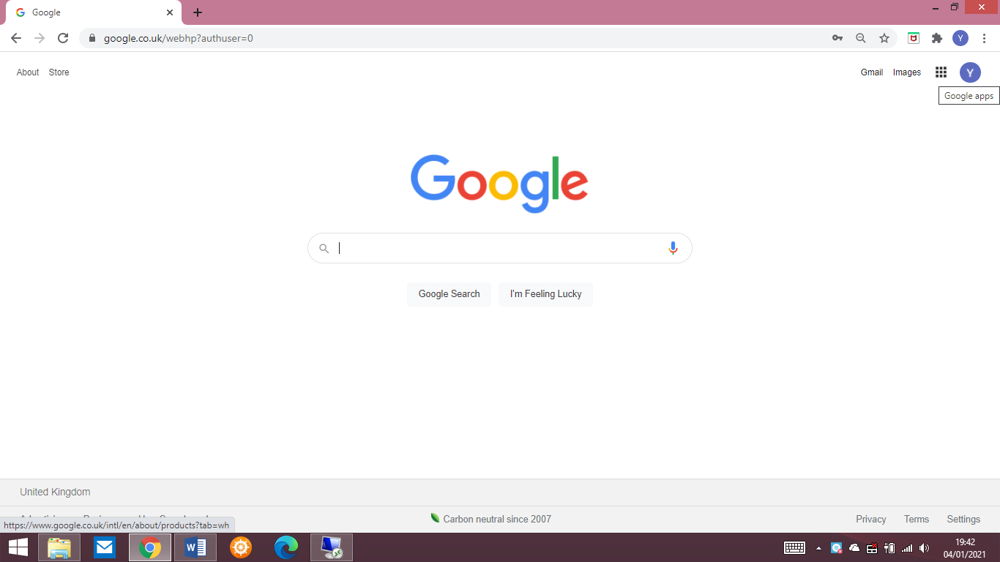 Google
google.co.uk/webhp?authuser=0
Y
About Store
Gmail Images
Y
Google apps
Google
Google Search I'm Feeling Lucky
United Kingdom
https://www.google.co.uk/intl/en/about/products?tab=wh
Carbon neutral since 2007
Privacy Terms Settings
19:42
04/01/2021